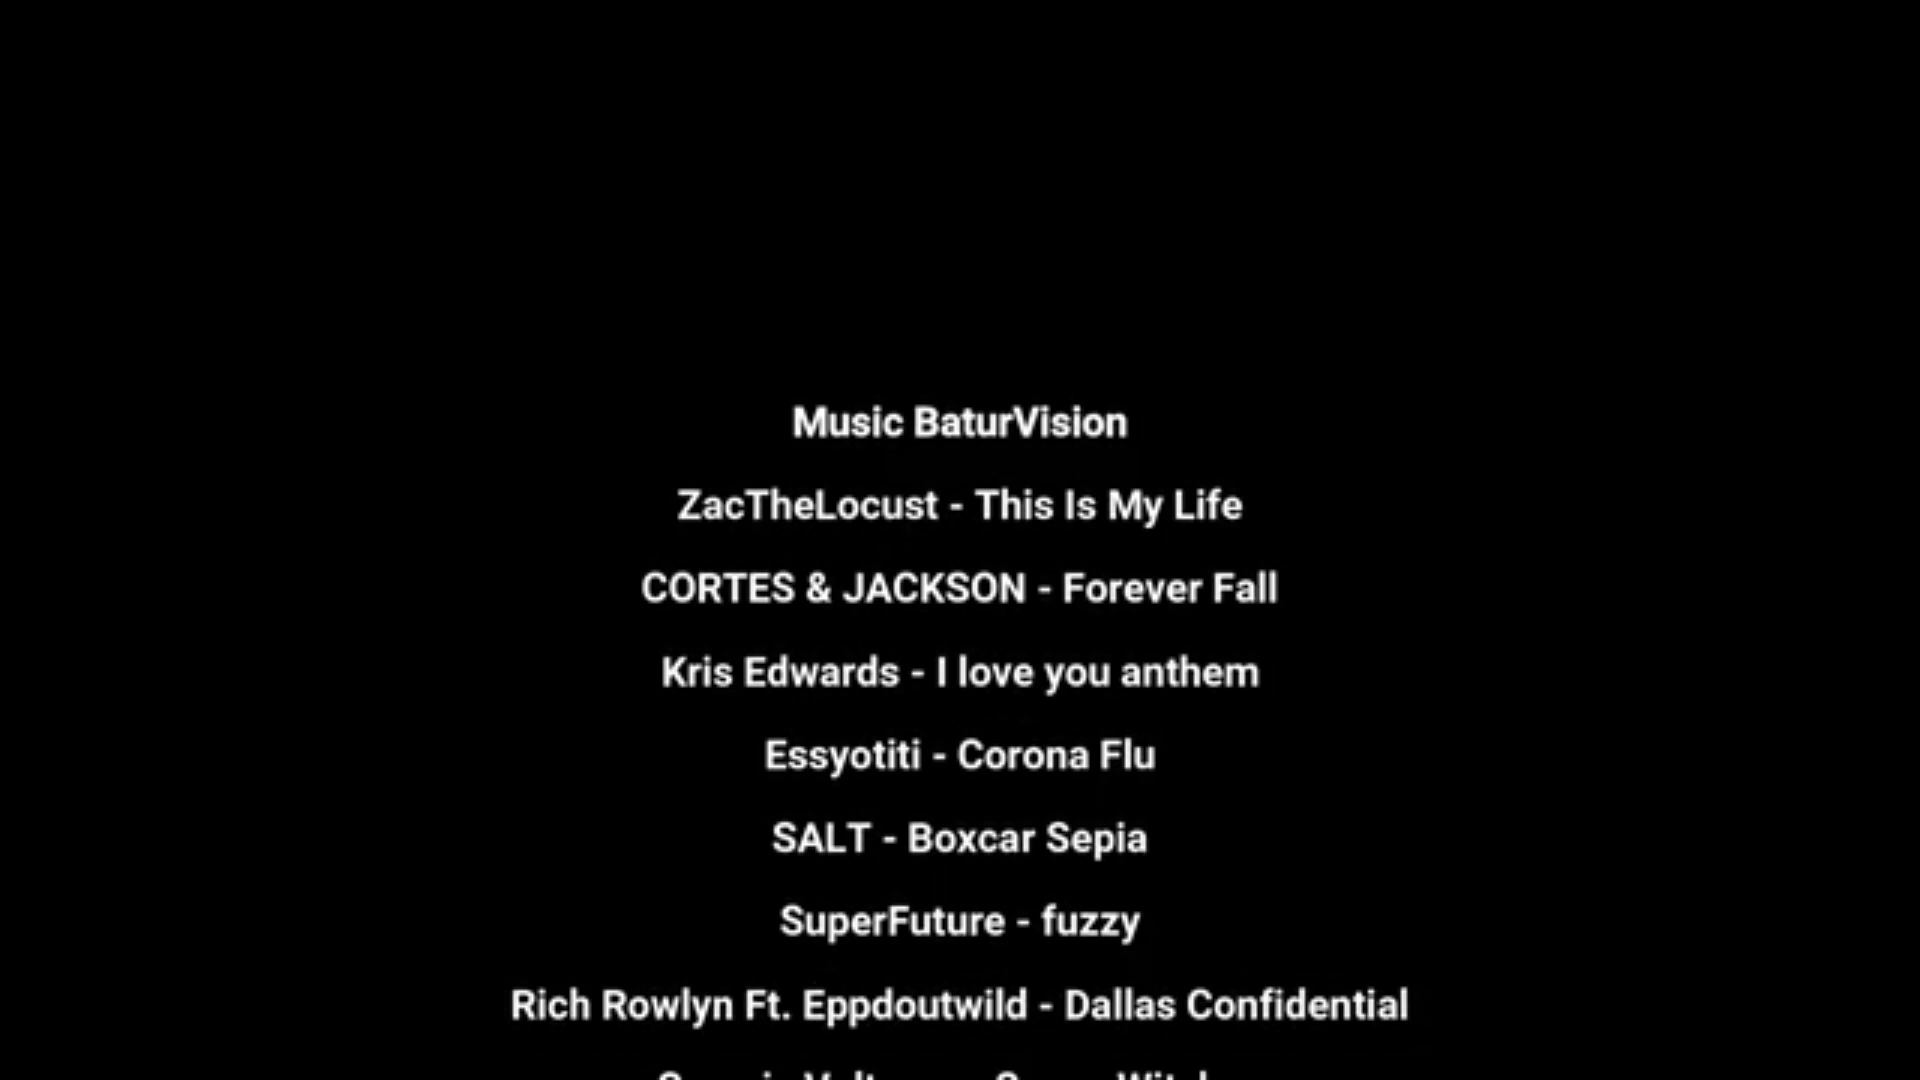 Music BaturVision
ZacTheLocust - This Is My Life
CORTES & JACKSON - Forever Fall
Kris Edwards - I love you anthem
Essyotiti - Corona Flu
SALT - Boxcar Sepia
SuperFuture - fuzzy
Rich Rowlyn Ft. Eppdoutwild - Dallas Confidential